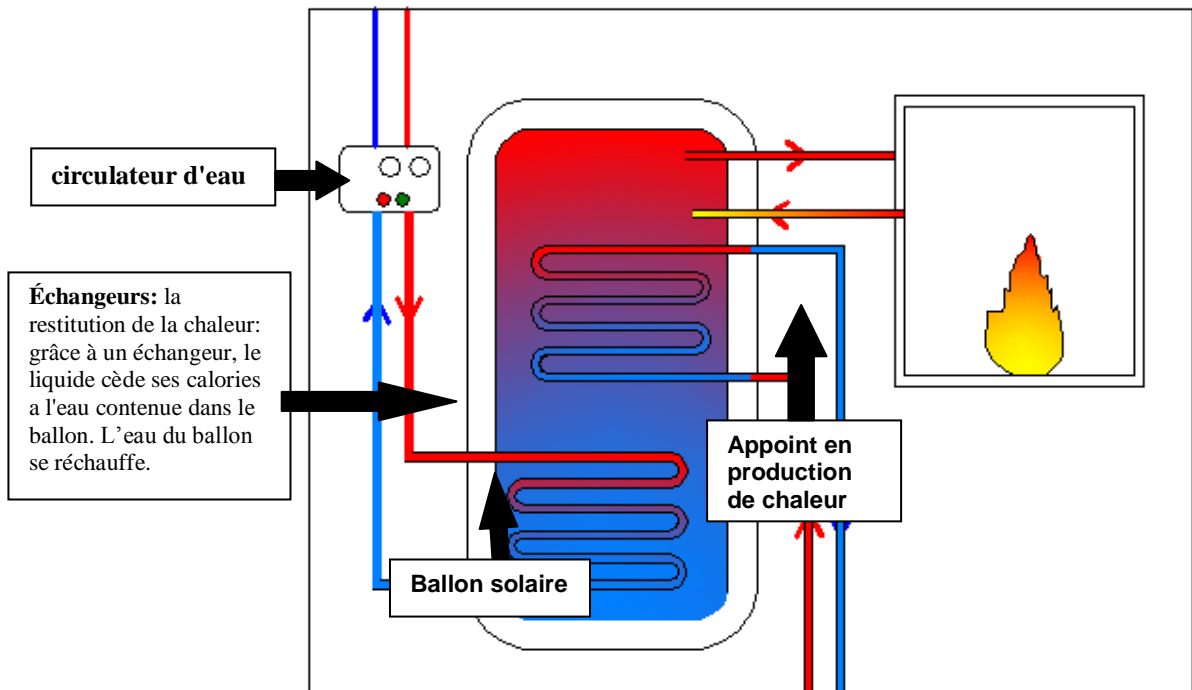 circulateur d'eau
Échangeurs: la
restitution de la chaleur:
grâce à un échangeur, le
liquide cède ses calories
a l'eau contenue dans le
ballon. L’eau du ballon
se réchauffe.
Appoint en
production
de chaleur
Ballon solaire